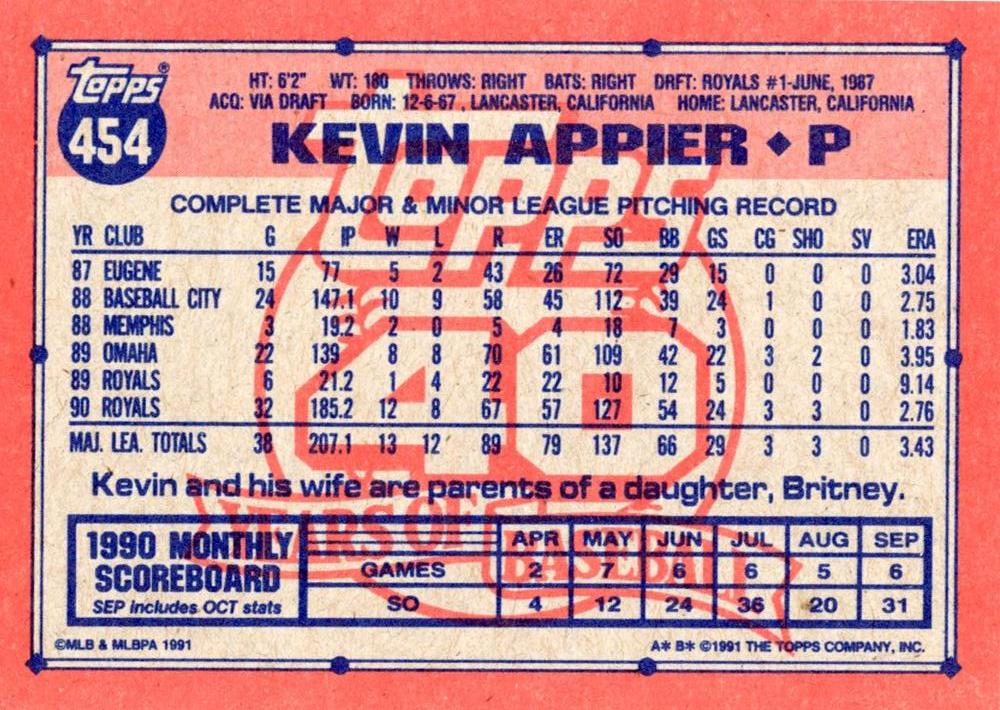 Topps®
454
HT: 6'2" WT: 180 THROWS: RIGHT BATS: RIGHT DRFT: ROYALS #1-JUNE, 1987
ACQ: VIA DRAFT BORN: 12-6-67 , LANCASTER, CALIFORNIA HOME: LANCASTER, CALIFORNIA
KEVIN APPIER ◆ P
COMPLETE MAJOR & MINOR LEAGUE PITCHING RECORD
YR CLUB G IP W L R ER SO BB GS CG SHO SV ERA
87 EUGENE 15 77 5 2 43 26 72 29 15 0 0 0 3.04
88 BASEBALL CITY 24 147.1 10 9 58 45 112 39 24 1 0 0 2.75
88 MEMPHIS 3 19.2 2 0 5 4 18 7 3 0 0 0 1.83
89 OMAHA 22 139 8 8 70 61 109 42 22 3 2 0 3.95
89 ROYALS 6 21.2 1 4 22 22 10 12 5 0 0 0 9.14
90 ROYALS 32 185.2 12 8 67 57 127 54 24 3 3 0 2.76
MAJ. LEA. TOTALS 38 207.1 13 12 89 79 137 66 29 3 3 0 3.43
Kevin and his wife are parents of a daughter, Britney.
1990 MONTHLY
SCOREBOARD
SEP includes OCT stats
APR MAY JUN JUL AUG SEP
GAMES 2 7 6 6 5 6
SO 4 12 24 36 20 31
©MLB & MLBPA 1991
A* B* ©1991 THE TOPPS COMPANY, INC.
Topps
40
YEARS OF BASEBALL